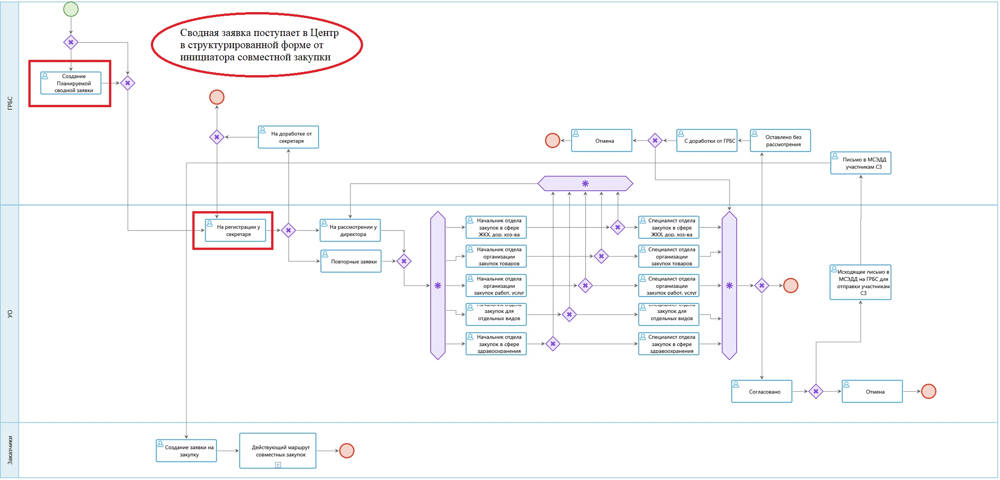 Сводная заявка поступает в Центр
в структурированной форме от
инициатора совместной закупки
ГРБС
Создание
Планируемой
сводной заявки
На доработке от
секретаря
Отмена
С доработки от ГРБС
Оставлено без
рассмотрения
Письмо в МСЭДД
участникам СЗ
УО
На регистрации у
секретаря
На рассмотрении у
директора
Повторные заявки
Начальник отдела
закупок в сфере
ЖКХ, дор. хоз-ва
Начальник отдела
организации
закупок товаров
Начальник отдела
организации
закупок работ, услуг
Начальник отдела
закупок для
отдельных видов
Начальник отдела
закупок в сфере
здравоохранения
Специалист отдела
закупок в сфере
ЖКХ, дор. хоз-ва
Специалист отдела
организации
закупок товаров
Специалист отдела
организации
закупок работ, услуг
Специалист отдела
закупок для
отдельных видов
Специалист отдела
закупок в сфере
здравоохранения
Исходящее письмо в
МСЭДД на ГРБС для
отправки участникам
СЗ
Согласовано
Отмена
Заказчики
Создание заявки на
закупку
Действующий маршрут
совместных закупок